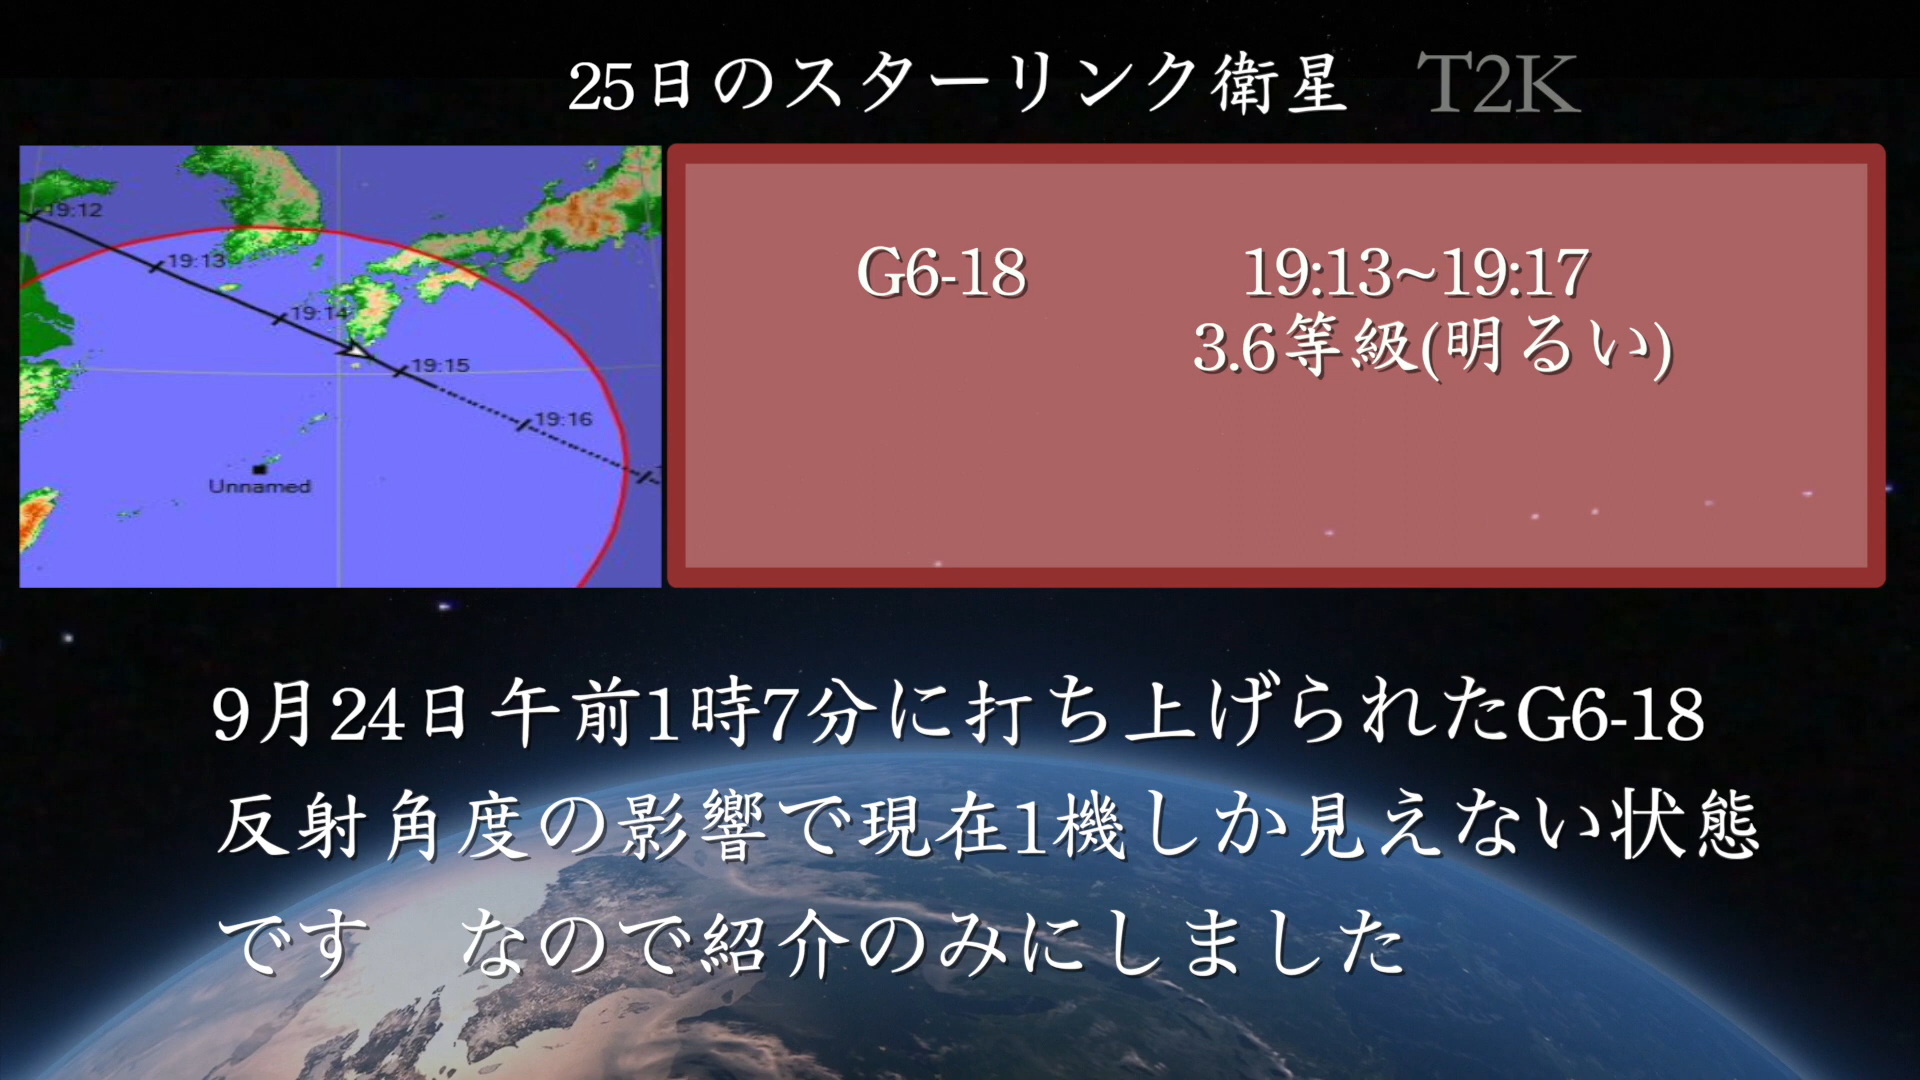 25日のスターリンク衛星 T2K
19:12
19:13
19:14
19:15
19:16
Unnamed
G6-18 19:13~19:17
3.6等級(明るい)
9月24日午前1時7分に打ち上げられたG6-18
反射角度の影響で現在1機しか見えない状態
です なので紹介のみにしました